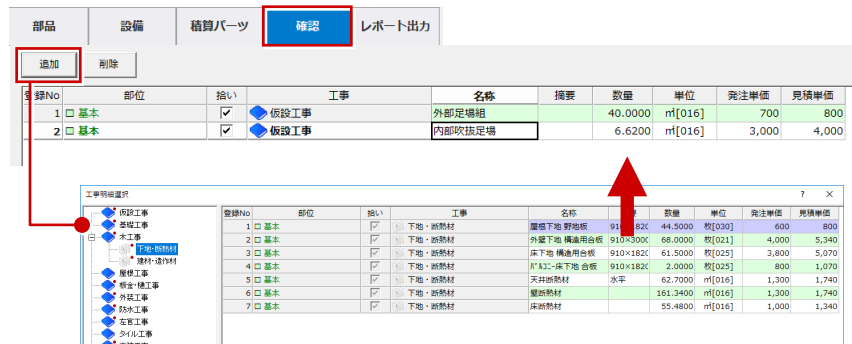 部品 設備 積算パーツ 確認 レポート出力
追加 削除
登録No 部位 拾い 工事 名称 摘要 数量 単位 発注単価 見積単価
1 基本 仮設工事 外部足場組 40.0000 ㎡[016] 700 800
2 基本 仮設工事 内部吹抜足場 6.6200 ㎡[016] 3,000 4,000
工事明細選択 ? ×
仮設工事
基礎工事
木工事
下地・断熱材
建材・造作材
屋根工事
板金・樋工事
外装工事
防水工事
左官工事
タイル工事
登録No 部位 拾い 工事 名称 数量 単位 発注単価 見積単価
1 基本 下地・断熱材 屋根下地 野地板 44.5000 枚[030] 600 800
2 基本 下地・断熱材 外壁下地 構造用合板 910×3000 68.0000 枚[021] 4,000 5,340
3 基本 下地・断熱材 床下地 構造用合板 910×1820 61.5000 枚[025] 3,800 5,070
4 基本 下地・断熱材 ﾊﾞﾙｺﾆｰ床下地 合板 910×1820 2.0000 枚[025] 800 1,070
5 基本 下地・断熱材 天井断熱材 水平 62.7000 ㎡[016] 1,300 1,740
6 基本 下地・断熱材 壁断熱材 161.3400 ㎡[016] 1,300 1,740
7 基本 下地・断熱材 床断熱材 55.4800 ㎡[016] 1,000 1,340